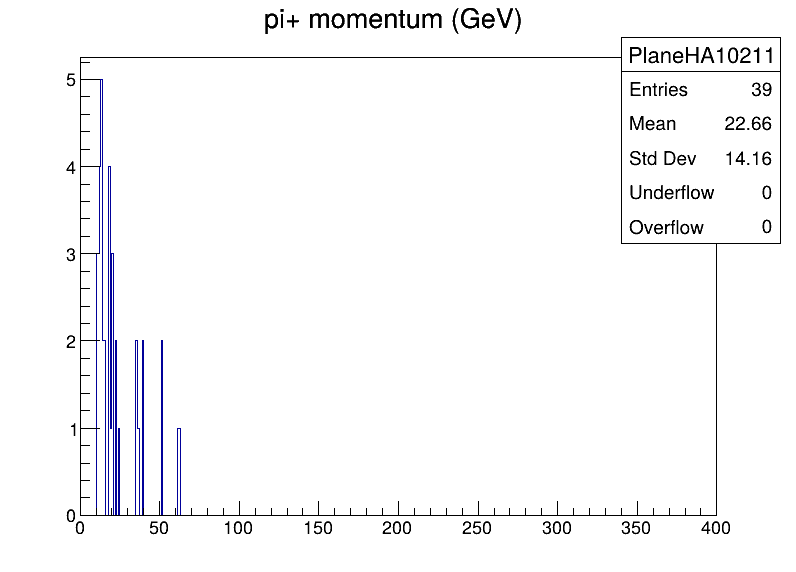 pi+ momentum (GeV)
PlaneHA10211
Entries 39
Mean 22.66
Std Dev 14.16
Underflow 0
Overflow 0
5
4
3
2
1
0
0 50 100 150 200 250 300 350 400